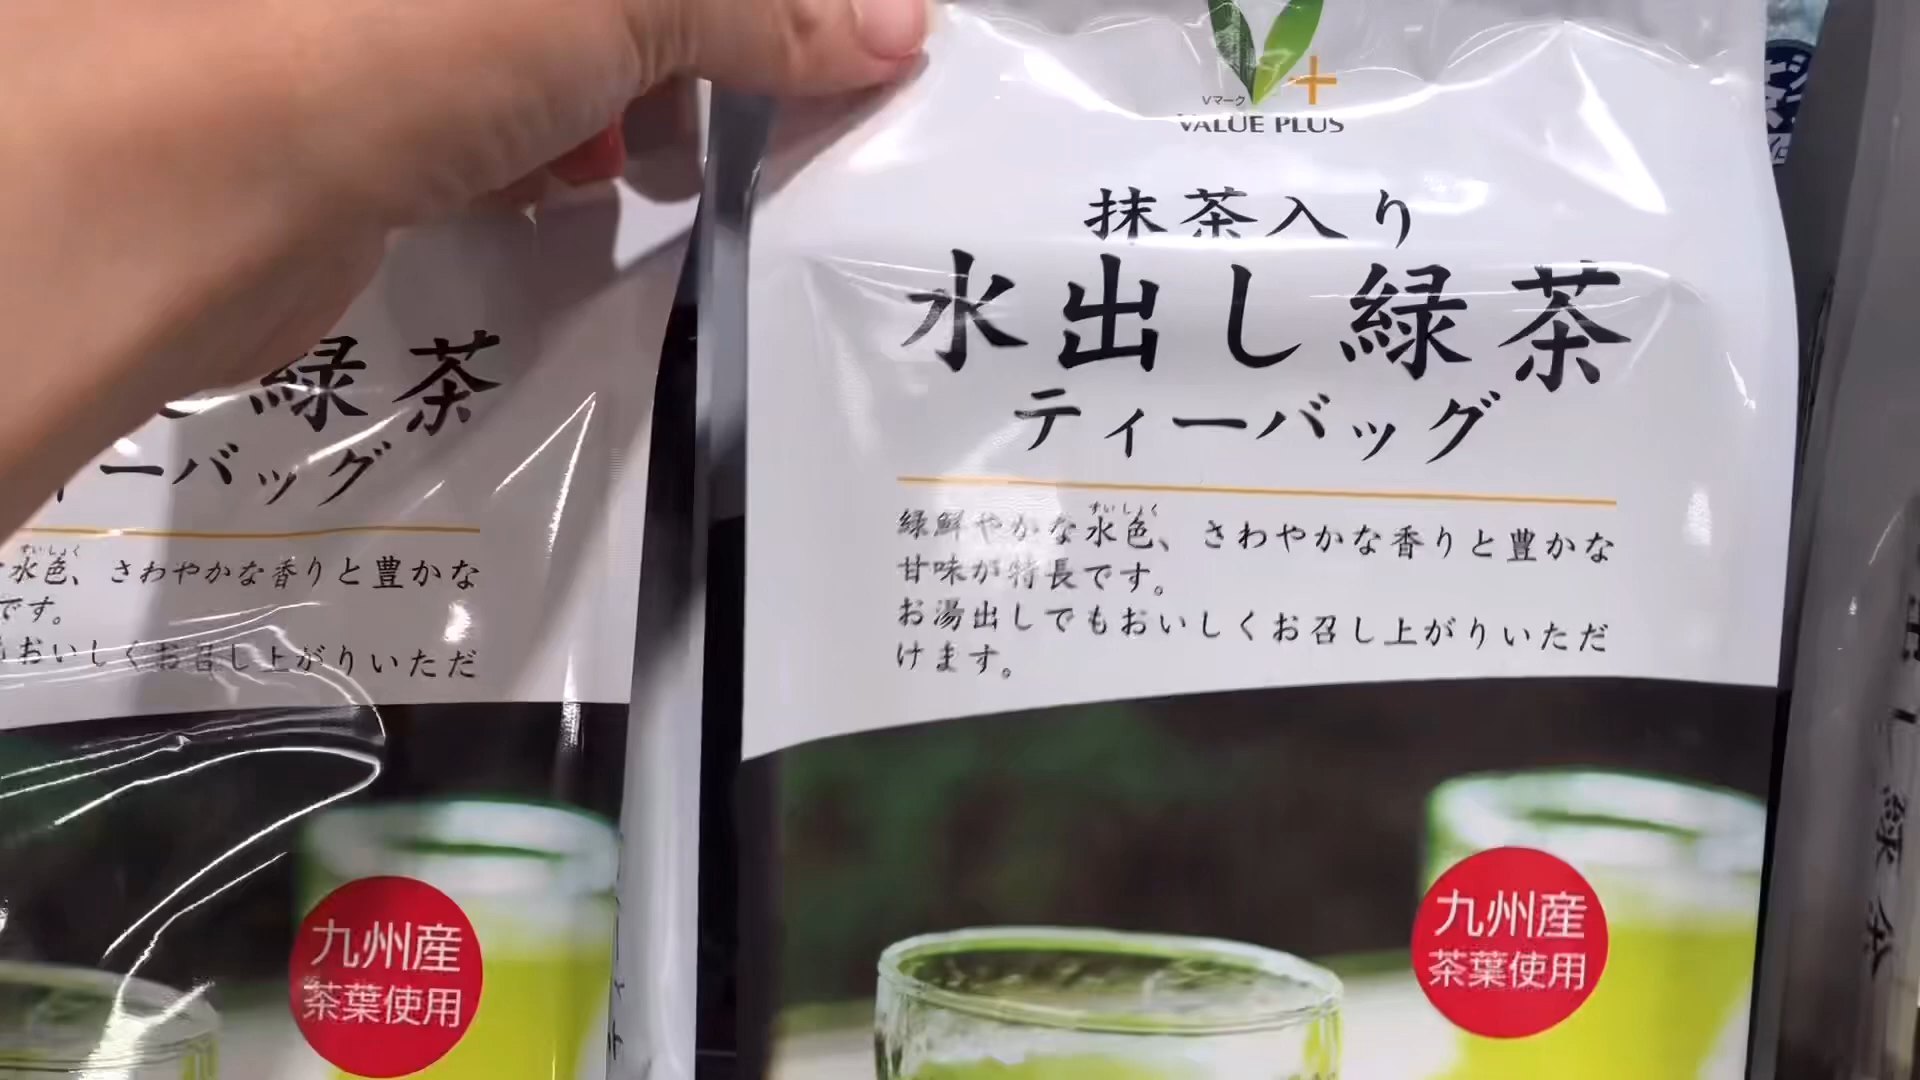 Vマーク
VALUE PLUS
抹茶入り
水出し緑茶
ティーバッグ
緑鮮やかな水色、さわやかな香りと豊かな
すいしょく
甘味が特長です。
お湯出しでもおいしくお召し上がりいただ
けます。
九州産
茶葉使用
緑茶
ーバッグ
水色、さわやかな香りと豊かな
すいしょく
です。
おいしくお召し上がりいただ
九州産
茶葉使用